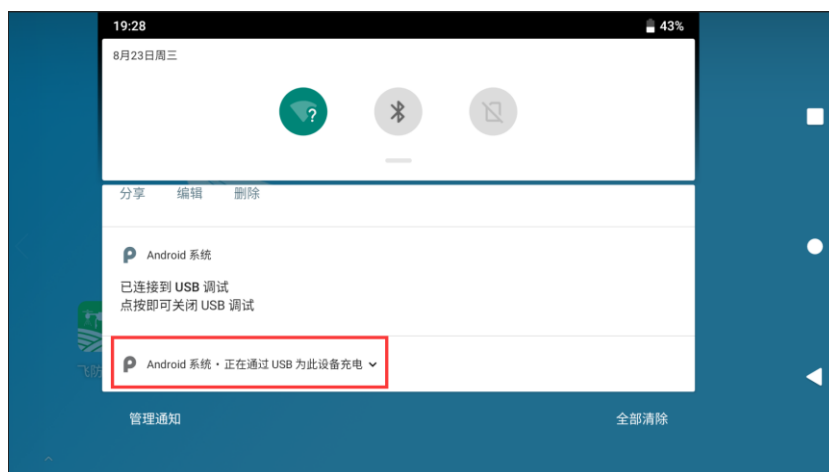 19:28 43%
8月23日周三
?
分享 编辑 删除
Android 系统
已连接到 USB 调试
点按即可关闭 USB 调试
Android 系统 • 正在通过 USB 为此设备充电
飞防
管理通知 全部清除